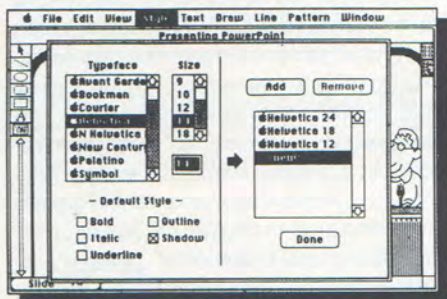 File Edit View Style Text Draw Line Pattern Window
Presenting PowerPoint
Typeface Size
Avant Garde 9
Bookman 10
Courier 12
Helvetica
N Helvetica 18
New Century
Palatino
Symbol
Add Remove
Helvetica 24
Helvetica 18
Helvetica 12
– Default Style –
Bold Outline
Italic Shadow
Underline
Done
Slide